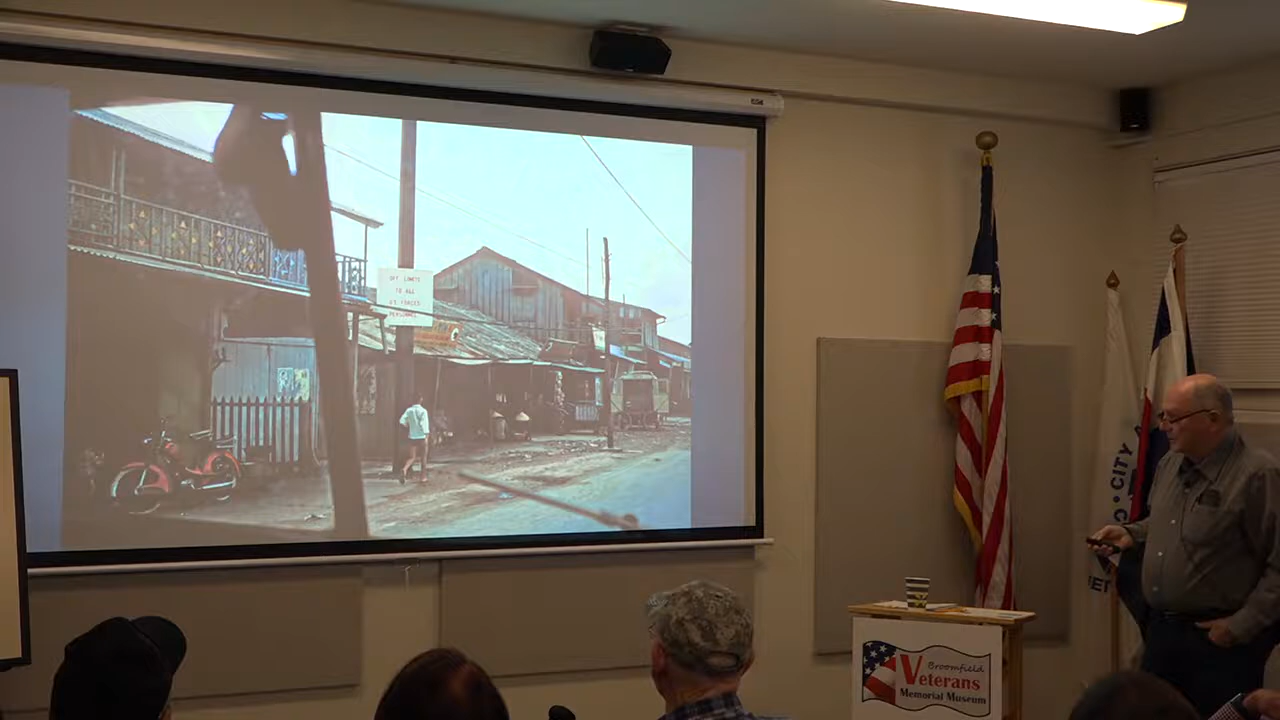 OFF LIMITS
TO ALL
U.S. FORCES
PERSONNEL
CITY
Broomfield
Veterans
Memorial Museum